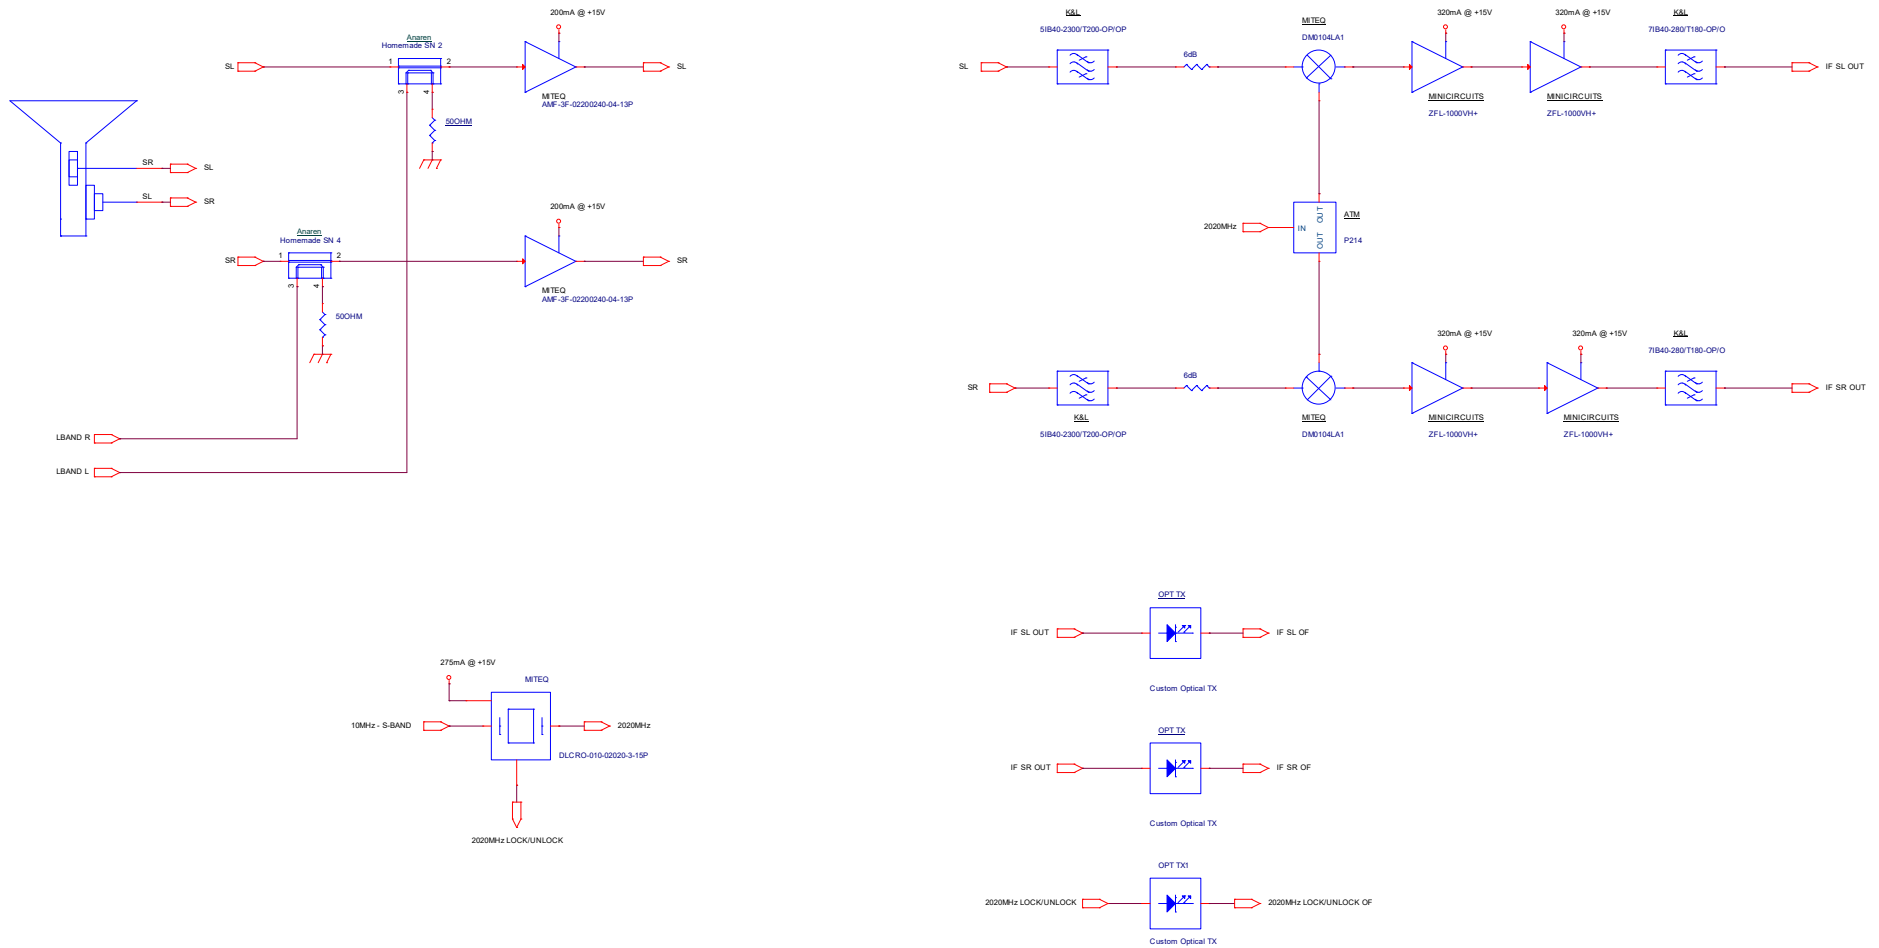 200mA @ +15V
Anaren
Homemade SN 2
SL
1
2
3
4
SL
MITEQ
AMF-3F-02200240-04-13P
50OHM
SR
SL
SL
SR
200mA @ +15V
Anaren
Homemade SN 4
SR
1
2
3
4
SR
MITEQ
AMF-3F-02200240-04-13P
50OHM
LBAND R
LBAND L
K&L
5IB40-2300/T200-OP/OP
SL
6dB
MITEQ
DM0104LA1
320mA @ +15V
320mA @ +15V
K&L
7IB40-280/T180-OP/O
IF SL OUT
MINICIRCUITS
ZFL-1000VH+
MINICIRCUITS
ZFL-1000VH+
2020MHz
IN
OUT
OUT
ATM
P214
320mA @ +15V
320mA @ +15V
K&L
7IB40-280/T180-OP/O
SR
6dB
IF SR OUT
K&L
5IB40-2300/T200-OP/OP
MITEQ
DM0104LA1
MINICIRCUITS
ZFL-1000VH+
MINICIRCUITS
ZFL-1000VH+
275mA @ +15V
MITEQ
10MHz - S-BAND
2020MHz
DLCRO-010-02020-3-15P
2020MHz LOCK/UNLOCK
OPT TX
IF SL OUT
IF SL OF
Custom Optical TX
OPT TX
IF SR OUT
IF SR OF
Custom Optical TX
OPT TX1
2020MHz LOCK/UNLOCK
2020MHz LOCK/UNLOCK OF
Custom Optical TX